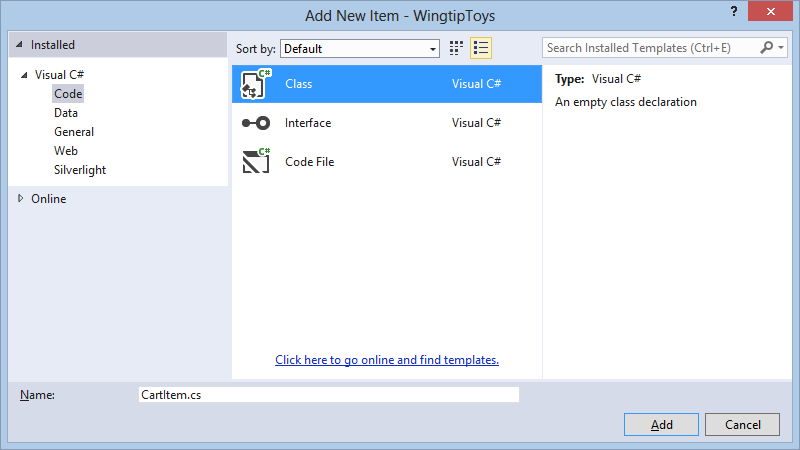 Add New Item - WingtipToys
?
Installed
Sort by: Default
Search Installed Templates (Ctrl+E)
Visual C#
Code
Data
General
Web
Silverlight
Online
C# Class Visual C#
Interface Visual C#
C# Code File Visual C#
Type: Visual C#
An empty class declaration
Click here to go online and find templates.
Name: CartItem.cs
Add Cancel